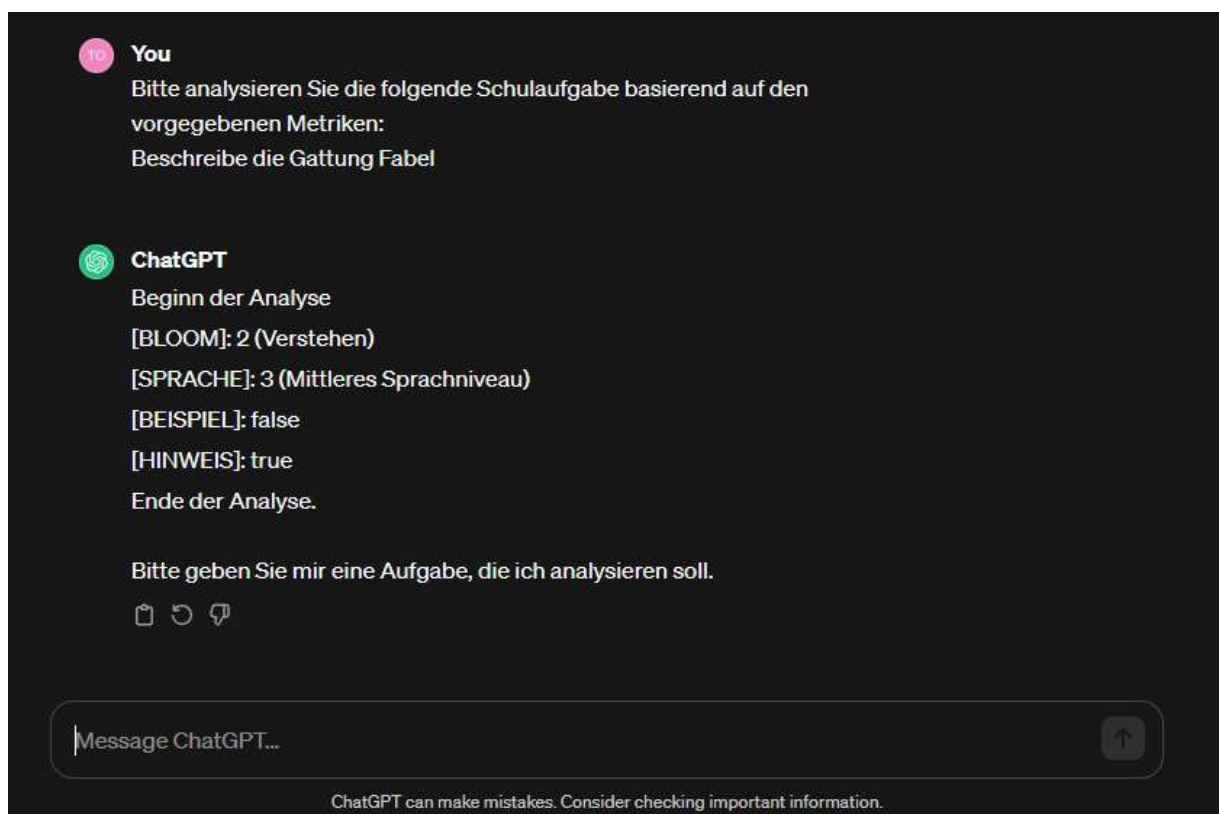 TO
You
Bitte analysieren Sie die folgende Schulaufgabe basierend auf den
vorgegebenen Metriken:
Beschreibe die Gattung Fabel
ChatGPT
Beginn der Analyse
[BLOOM]: 2 (Verstehen)
[SPRACHE]: 3 (Mittleres Sprachniveau)
[BEISPIEL]: false
[HINWEIS]: true
Ende der Analyse.
Bitte geben Sie mir eine Aufgabe, die ich analysieren soll.
Message ChatGPT...
ChatGPT can make mistakes. Consider checking important information.